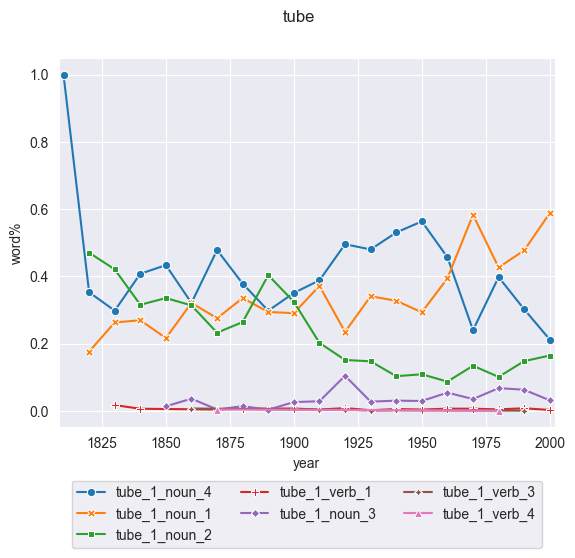 tube
1.0
0.8
0.6
0.4
0.2
0.0
word%
1825 1850 1875 1900 1925 1950 1975 2000
year
tube_1_noun_4 tube_1_verb_1 tube_1_verb_3
tube_1_noun_1 tube_1_noun_3 tube_1_verb_4
tube_1_noun_2